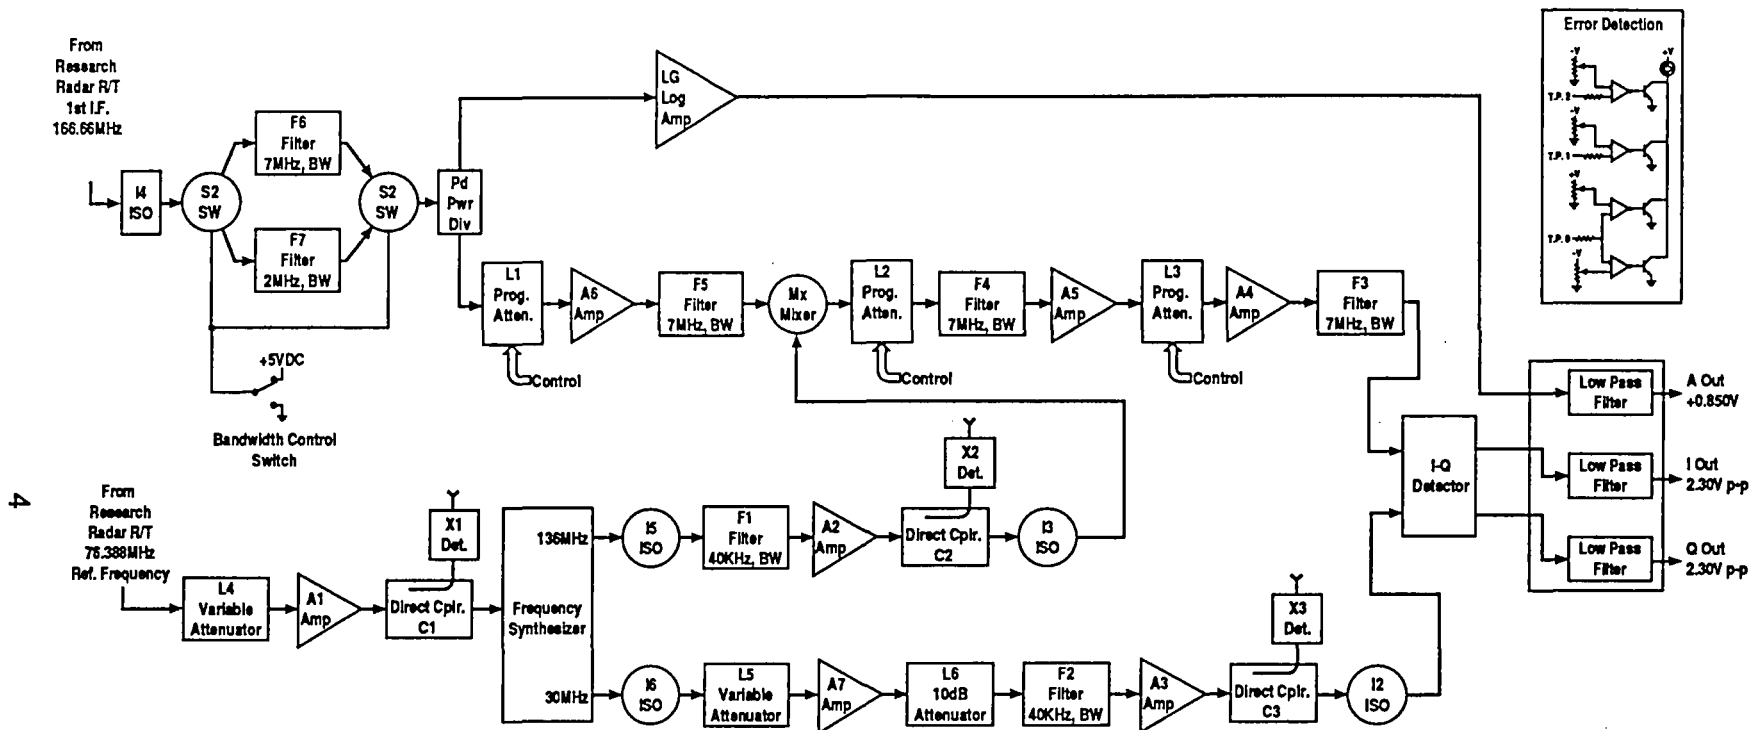 From
Research
Radar R/T
1st I.F.
166.66MHz
I4
ISO
S2
SW
F6
Filter
7MHz, BW
F7
Filter
2MHz, BW
S2
SW
Pd
Pwr
Div
LG
Log
Amp
L1
Prog.
Atten.
Control
A6
Amp
F5
Filter
7MHz, BW
Mx
Mixer
L2
Prog.
Atten.
Control
F4
Filter
7MHz, BW
A5
Amp
L3
Prog.
Atten.
Control
A4
Amp
F3
Filter
7MHz, BW
Error Detection
+V
-V
T.P. 2
-V
T.P. 1
+V
T.P. 0
-V
+5VDC
Bandwidth Control
Switch
4
From
Research
Radar R/T
76.388MHz
Ref. Frequency
L4
Variable
Attenuator
A1
Amp
X1
Det.
Direct Cplr.
C1
Frequency
Synthesizer
136MHz
30MHz
I5
ISO
F1
Filter
40KHz, BW
A2
Amp
X2
Det.
Direct Cplr.
C2
I3
ISO
I6
ISO
L5
Variable
Attenuator
A7
Amp
L6
10dB
Attenuator
F2
Filter
40KHz, BW
A3
Amp
X3
Det.
Direct Cplr.
C3
I2
ISO
I-Q
Detector
Low Pass
Filter
A Out
+0.850V
Low Pass
Filter
I Out
2.30V p-p
Low Pass
Filter
Q Out
2.30V p-p